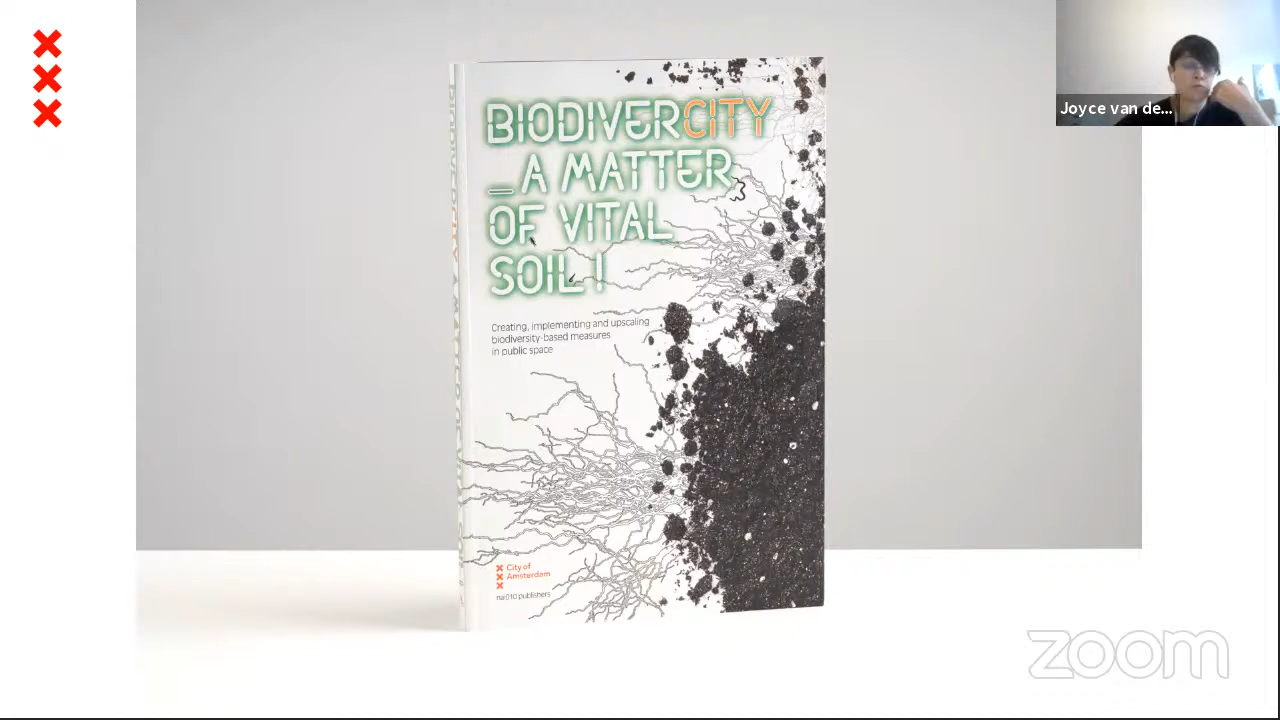 BIODIVERCITY
_A MATTER
OF VITAL
SOIL!
Creating, implementing and upscaling
biodiversity-based measures
in public space
City of
Amsterdam
nai010 publishers
Joyce van de...
zoom